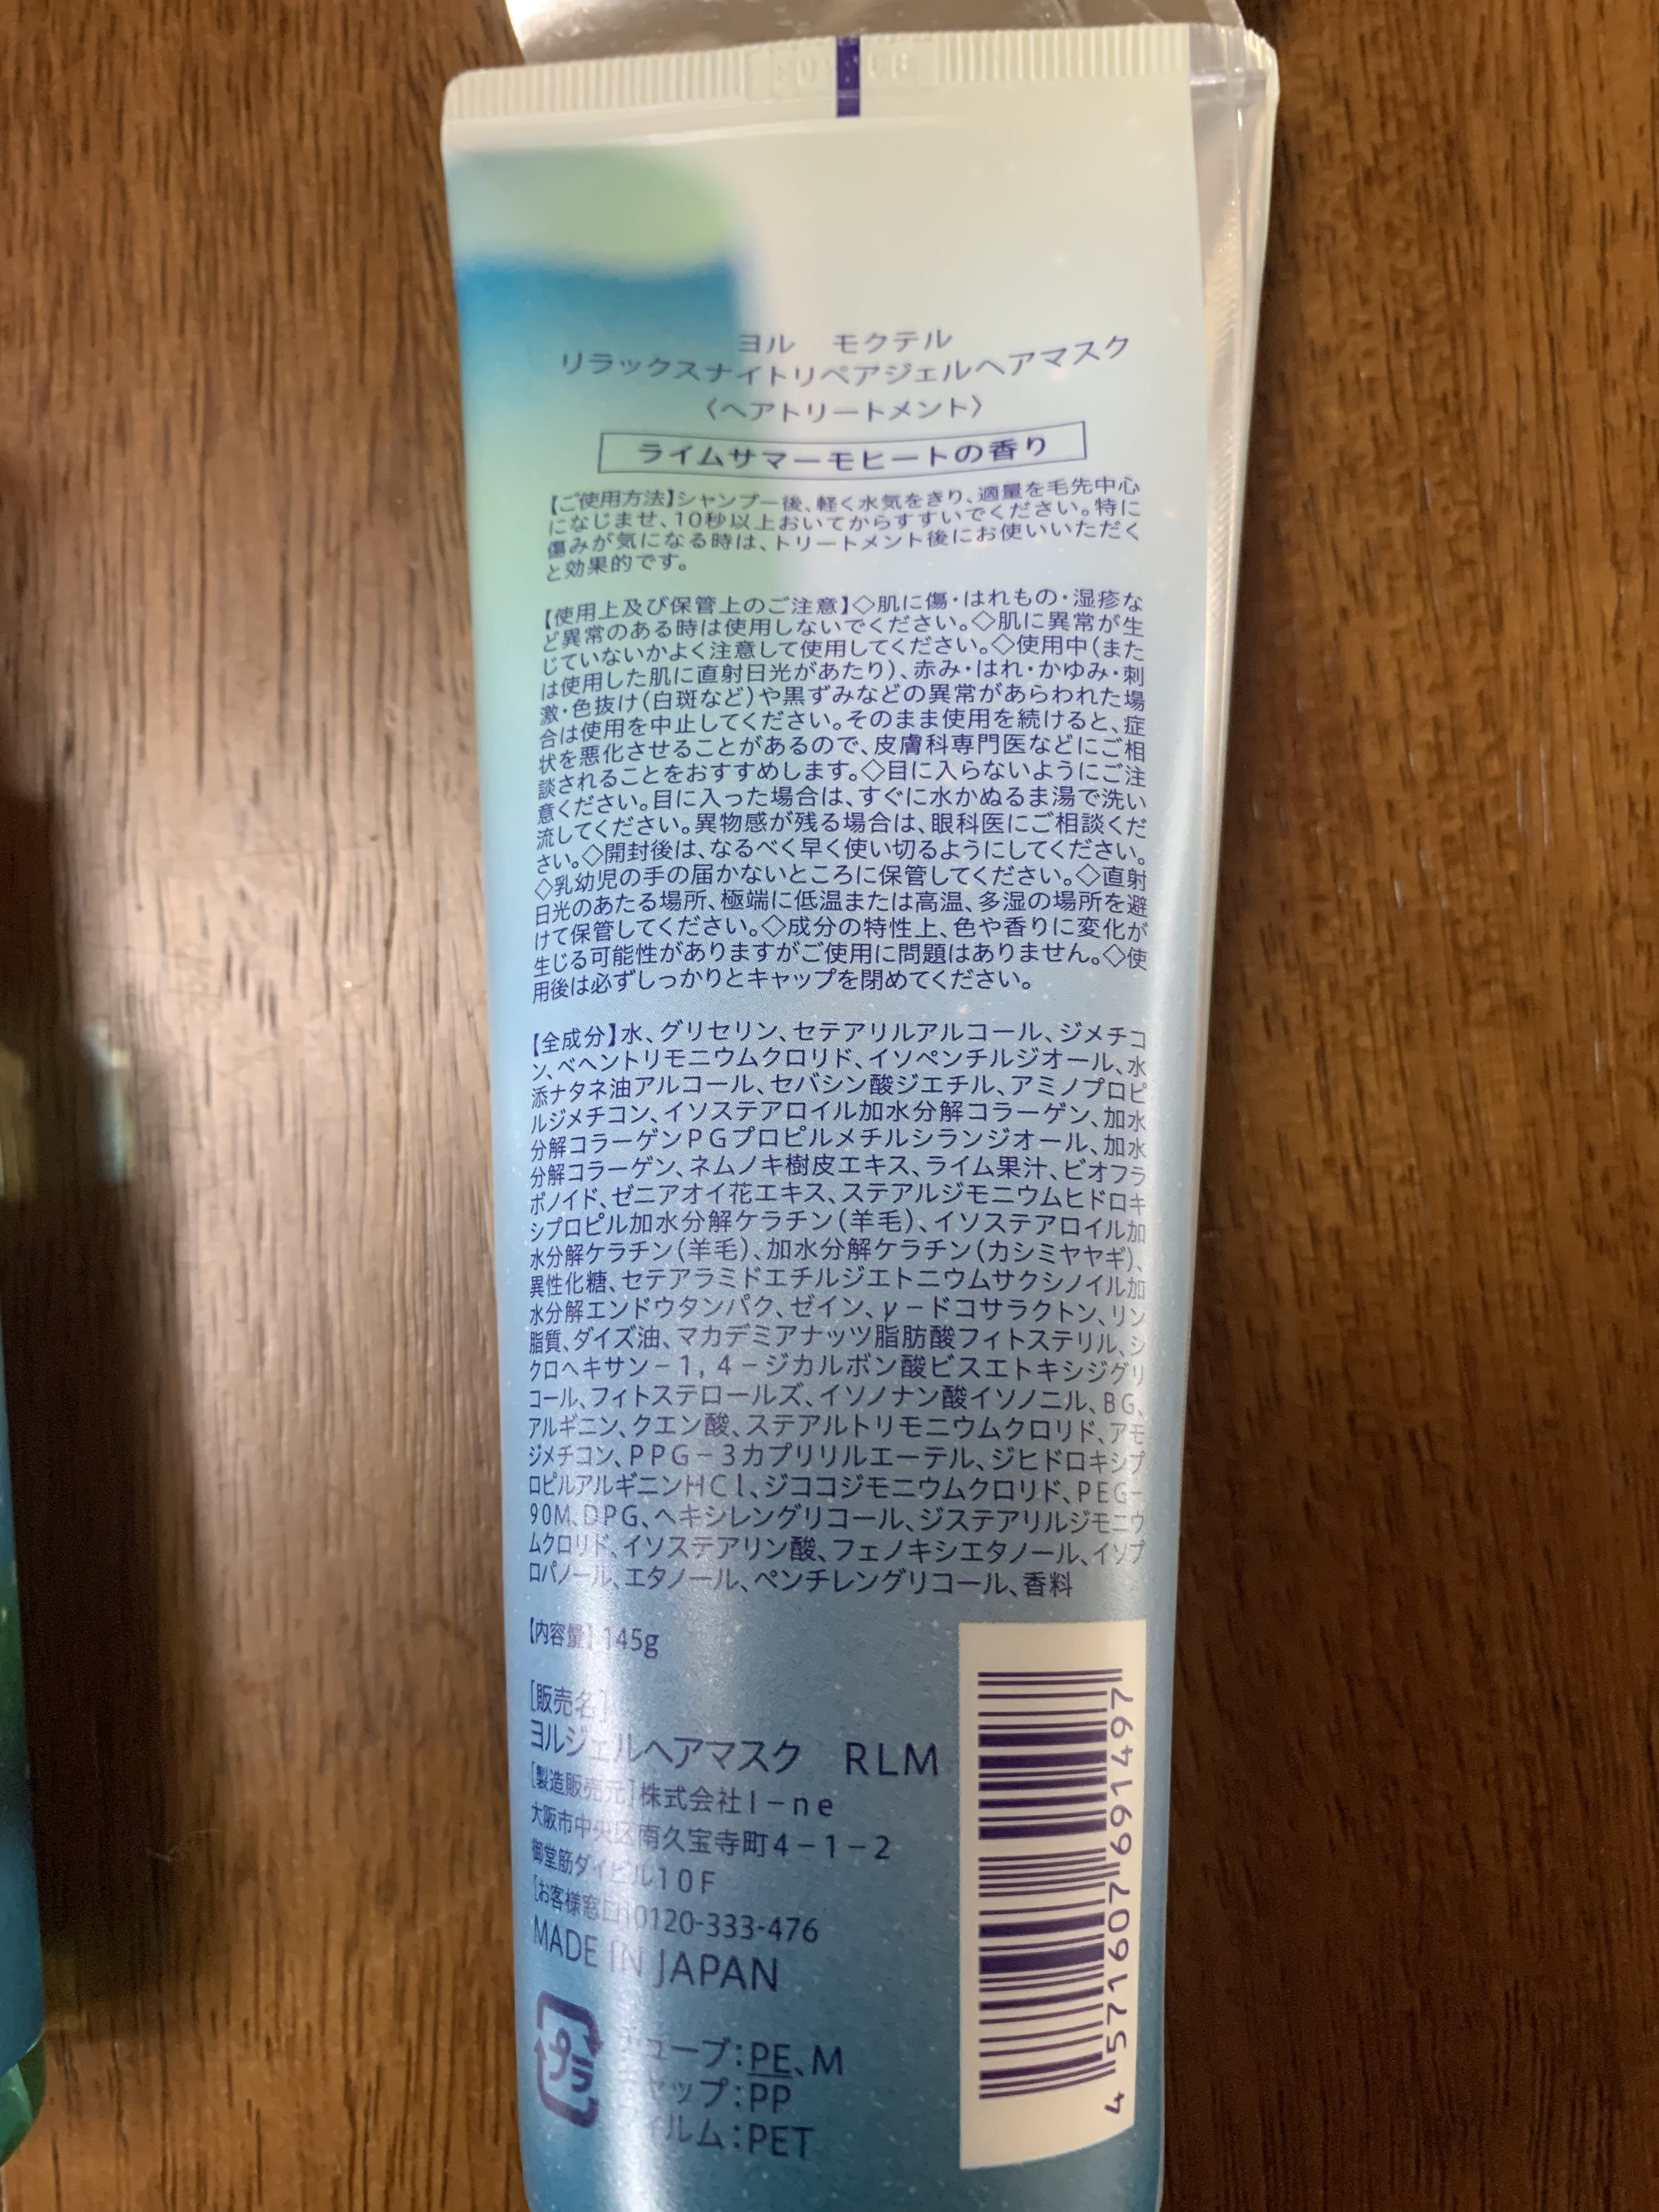 ヨル モクテル
リラックスナイトリペアジェルヘアマスク
〈ヘアトリートメント〉
ライムサマーモヒートの香り
【ご使用方法】シャンプー後、軽く水気をきり、適量を毛先中心
になじませ、10秒以上おいてからすすいでください。特に
傷みが気になる時は、トリートメント後にお使いいただく
と効果的です。
【使用上及び保管上のご注意】◇肌に傷・はれもの・湿疹な
ど異常のある時は使用しないでください。◇肌に異常が生
じていないかよく注意して使用してください。◇使用中(また
は使用した肌に直射日光があたり)、赤み・はれ・かゆみ・刺
激・色抜け(白斑など)や黒ずみなどの異常があらわれた場
合は使用を中止してください。そのまま使用を続けると、症
状を悪化させることがあるので、皮膚科専門医などにご相
談されることをおすすめします。◇目に入らないようにご注
意ください。目に入った場合は、すぐに水かぬるま湯で洗い
流してください。異物感が残る場合は、眼科医にご相談くだ
さい。◇開封後は、なるべく早く使い切るようにしてください。
◇乳幼児の手の届かないところに保管してください。◇直射
日光のあたる場所、極端に低温または高温、多湿の場所を避
けて保管してください。◇成分の特性上、色や香りに変化が
生じる可能性がありますがご使用に問題はありません。◇使
用後は必ずしっかりとキャップを閉めてください。
【全成分】水、グリセリン、セテアリルアルコール、ジメチコ
ン、ベヘントリモニウムクロリド、イソペンチルジオール、水
添ナタネ油アルコール、セバシン酸ジエチル、アミノプロピ
ルジメチコン、イソステアロイル加水分解コラーゲン、加水
分解コラーゲンPGプロピルメチルシランジオール、加水
分解コラーゲン、ネムノキ樹皮エキス、ライム果汁、ビオフラ
ボノイド、ゼニアオイ花エキス、ステアルジモニウムヒドロキ
シプロピル加水分解ケラチン(羊毛)、イソステアロイル加
水分解ケラチン(羊毛)、加水分解ケラチン(カシミヤヤギ)、
異性化糖、セテアラミドエチルジエトニウムサクシノイル加
水分解エンドウタンパク、ゼイン、γ-ドコサラクトン、リン
脂質、ダイズ油、マカデミアナッツ脂肪酸フィトステリル、シ
クロヘキサン-1,4-ジカルボン酸ビスエトキシジグリ
コール、フィトステロールズ、イソノナン酸イソノニル、BG、
アルギニン、クエン酸、ステアルトリモニウムクロリド、アモ
ジメチコン、PPG-3カプリリルエーテル、ジヒドロキシプ
ロピルアルギニンHCl、ジココジモニウムクロリド、PEG-
90M、DPG、ヘキシレングリコール、ジステアリルジモニウ
ムクロリド、イソステアリン酸、フェノキシエタノール、イソプ
ロパノール、エタノール、ペンチレングリコール、香料
【内容量】145g
[販売名]
ヨルジェルヘアマスク RLM
[製造販売元]株式会社I-ne
大阪市中央区南久宝寺町4-1-2
御堂筋ダイビル10F
[お客様窓口]0120-333-476
MADE IN JAPAN
プラ
チューブ:PE、M
キャップ:PP
フィルム:PET
4 571607 691497